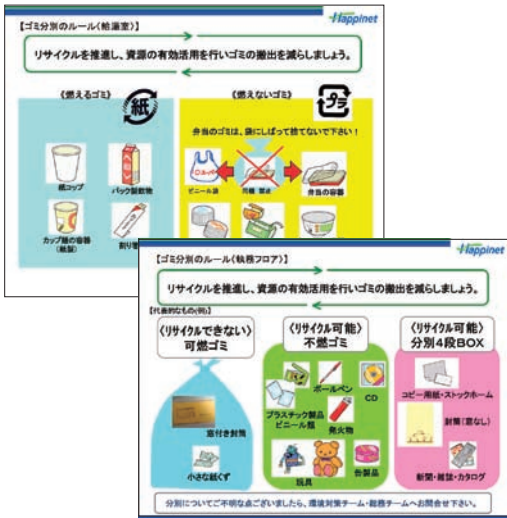 Happinet
【ゴミ分別のルール(給湯室)】
リサイクルを推進し、資源の有効活用を行いゴミの搬出を減らしましょう。
《燃えるゴミ》
紙
《燃えないゴミ》
プラ
弁当のゴミは、袋にしばって捨てないで下さい！
紙コップ
パック製飲物
ビニール袋
弁当の容器
カップ麺の容器
(紙製)
Happinet
【ゴミ分別のルール(執務フロア)】
リサイクルを推進し、資源の有効活用を行いゴミの搬出を減らしましょう。
【代表的なもの(例)】
〈リサイクルできない〉
可燃ゴミ
〈リサイクル可能〉
不燃ゴミ
〈リサイクル可能〉
分別4段BOX
窓付き封筒
小さな紙くず
ボールペン
CD
プラスチック製品
ビニール類
発火物
玩具
缶製品
コピー用紙・ストックホーム
封筒(窓なし)
新聞・雑誌・カタログ
分別についてご不明な点ございましたら、環境対策チーム・総務チームへお問合せ下さい。